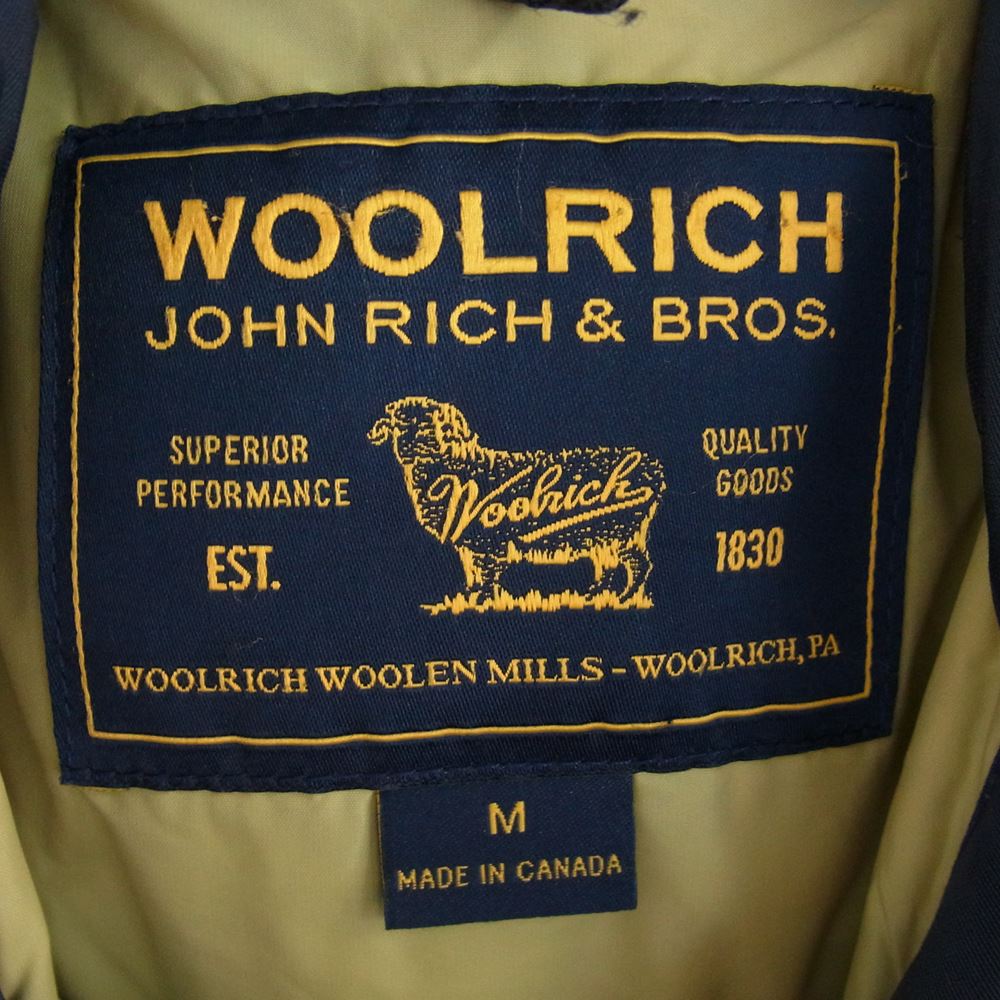 WOOLRICH
JOHN RICH & BROS.
SUPERIOR
PERFORMANCE
EST.
Woolrich
QUALITY
GOODS
1830
WOOLRICH WOOLEN MILLS - WOOLRICH, PA
M
MADE IN CANADA